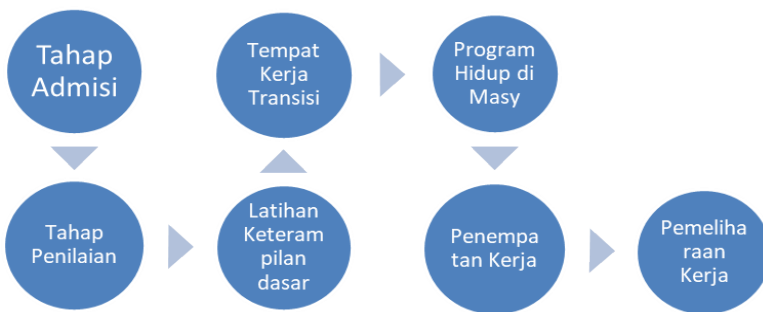 Tahap
Admisi
Tahap
Penilaian
Latihan
Keteram
pilan
dasar
Tempat
Kerja
Transisi
Program
Hidup di
Masy
Penempa
tan Kerja
Pemeliha
raan
Kerja